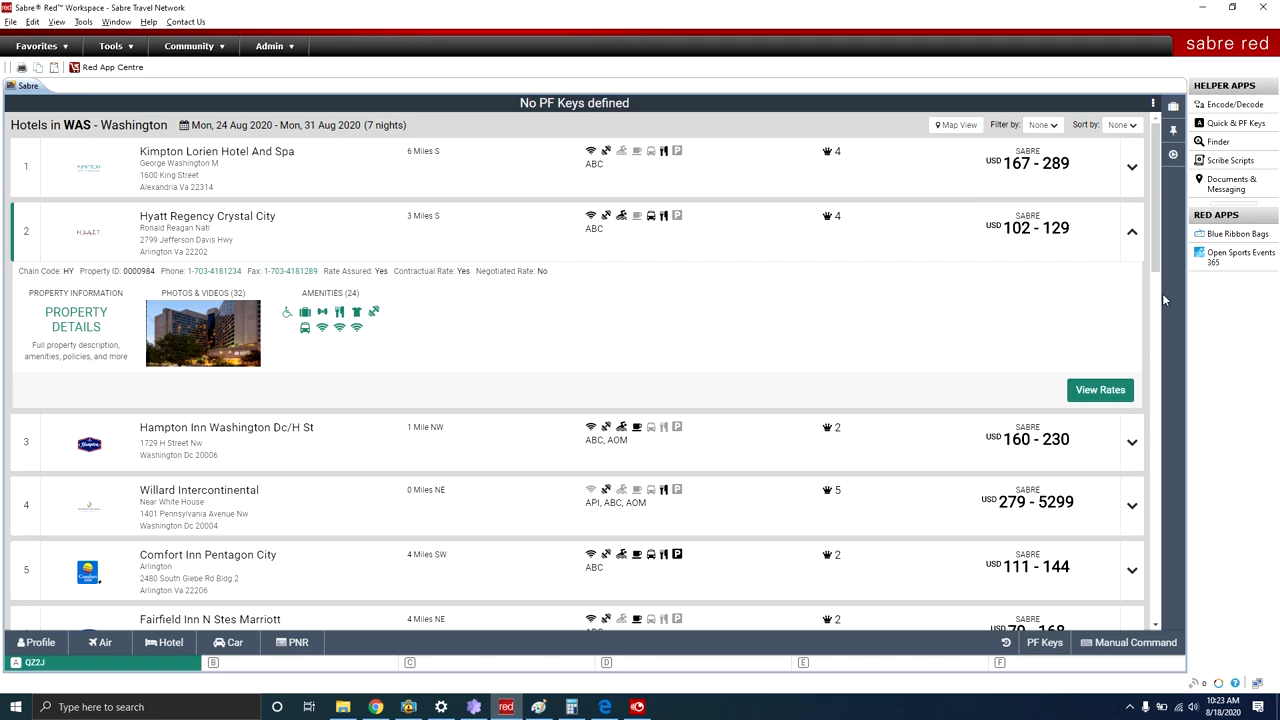 Sabre® Red™ Workspace - Sabre Travel Network
File Edit View Tools Window Help Contact Us
Favorites Tools Community Admin
sabre red
Red App Centre
Sabre
No PF Keys defined
Hotels in WAS - Washington Mon, 24 Aug 2020 - Mon, 31 Aug 2020 (7 nights)
Map View Filter by: None Sort by: None
1
KIMPTON
Kimpton Lorien Hotel And Spa
George Washington M
1600 King Street
Alexandria Va 22314
6 Miles S
ABC
4
SABRE
USD 167 - 289
2
HYATT
Hyatt Regency Crystal City
Ronald Reagan Natl
2799 Jefferson Davis Hwy
Arlington Va 22202
3 Miles S
ABC
4
SABRE
USD 102 - 129
Chain Code: HY Property ID: 0000984 Phone: 1-703-4181234 Fax: 1-703-4181289 Rate Assured: Yes Contractual Rate: Yes Negotiated Rate: No
PROPERTY INFORMATION
PROPERTY
DETAILS
Full property description,
amenities, policies, and more
PHOTOS & VIDEOS (32)
AMENITIES (24)
View Rates
3
Hampton
Hampton Inn Washington Dc/H St
1729 H Street Nw
Washington Dc 20006
1 Mile NW
ABC, AOM
2
SABRE
USD 160 - 230
4
Willard Intercontinental
Near White House
1401 Pennsylvania Avenue Nw
Washington Dc 20004
0 Miles NE
API, ABC, AOM
5
SABRE
USD 279 - 5299
5
Comfort
Comfort Inn Pentagon City
Arlington
2480 South Glebe Rd Bldg 2
Arlington Va 22206
4 Miles SW
ABC
2
SABRE
USD 111 - 144
Fairfield Inn N Stes Marriott
4 Miles NE
2
SABRE
Profile Air Hotel Car PNR
PF Keys Manual Command
A QZ2J B C D E F
HELPER APPS
Encode/Decode
A Quick & PF Keys
Finder
Scribe Scripts
Documents &
Messaging
RED APPS
Blue Ribbon Bags
Open Sports Events
365
0
Type here to search
red
10:23 AM
8/18/2020